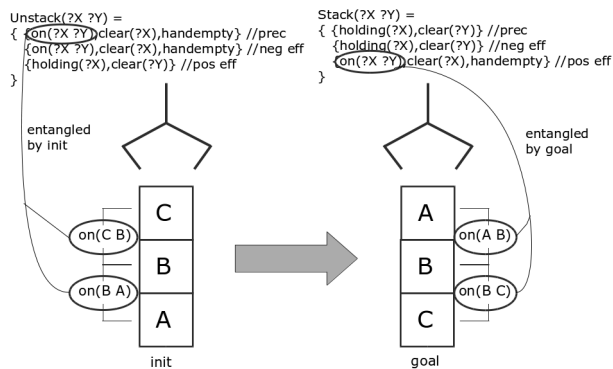 Unstack(?X ?Y) =
{ {on(?X ?Y),clear(?X),handempty} //prec
{on(?X ?Y),clear(?X),handempty} //neg eff
{holding(?X),clear(?Y)} //pos eff
}
Stack(?X ?Y) =
{ {holding(?X),clear(?Y)} //prec
{holding(?X),clear(?Y)} //neg eff
{on(?X ?Y),clear(?X),handempty} //pos eff
}
entangled
by init
entangled
by goal
C
on(C B)
B
on(B A)
A
init
A
on(A B)
B
on(B C)
C
goal